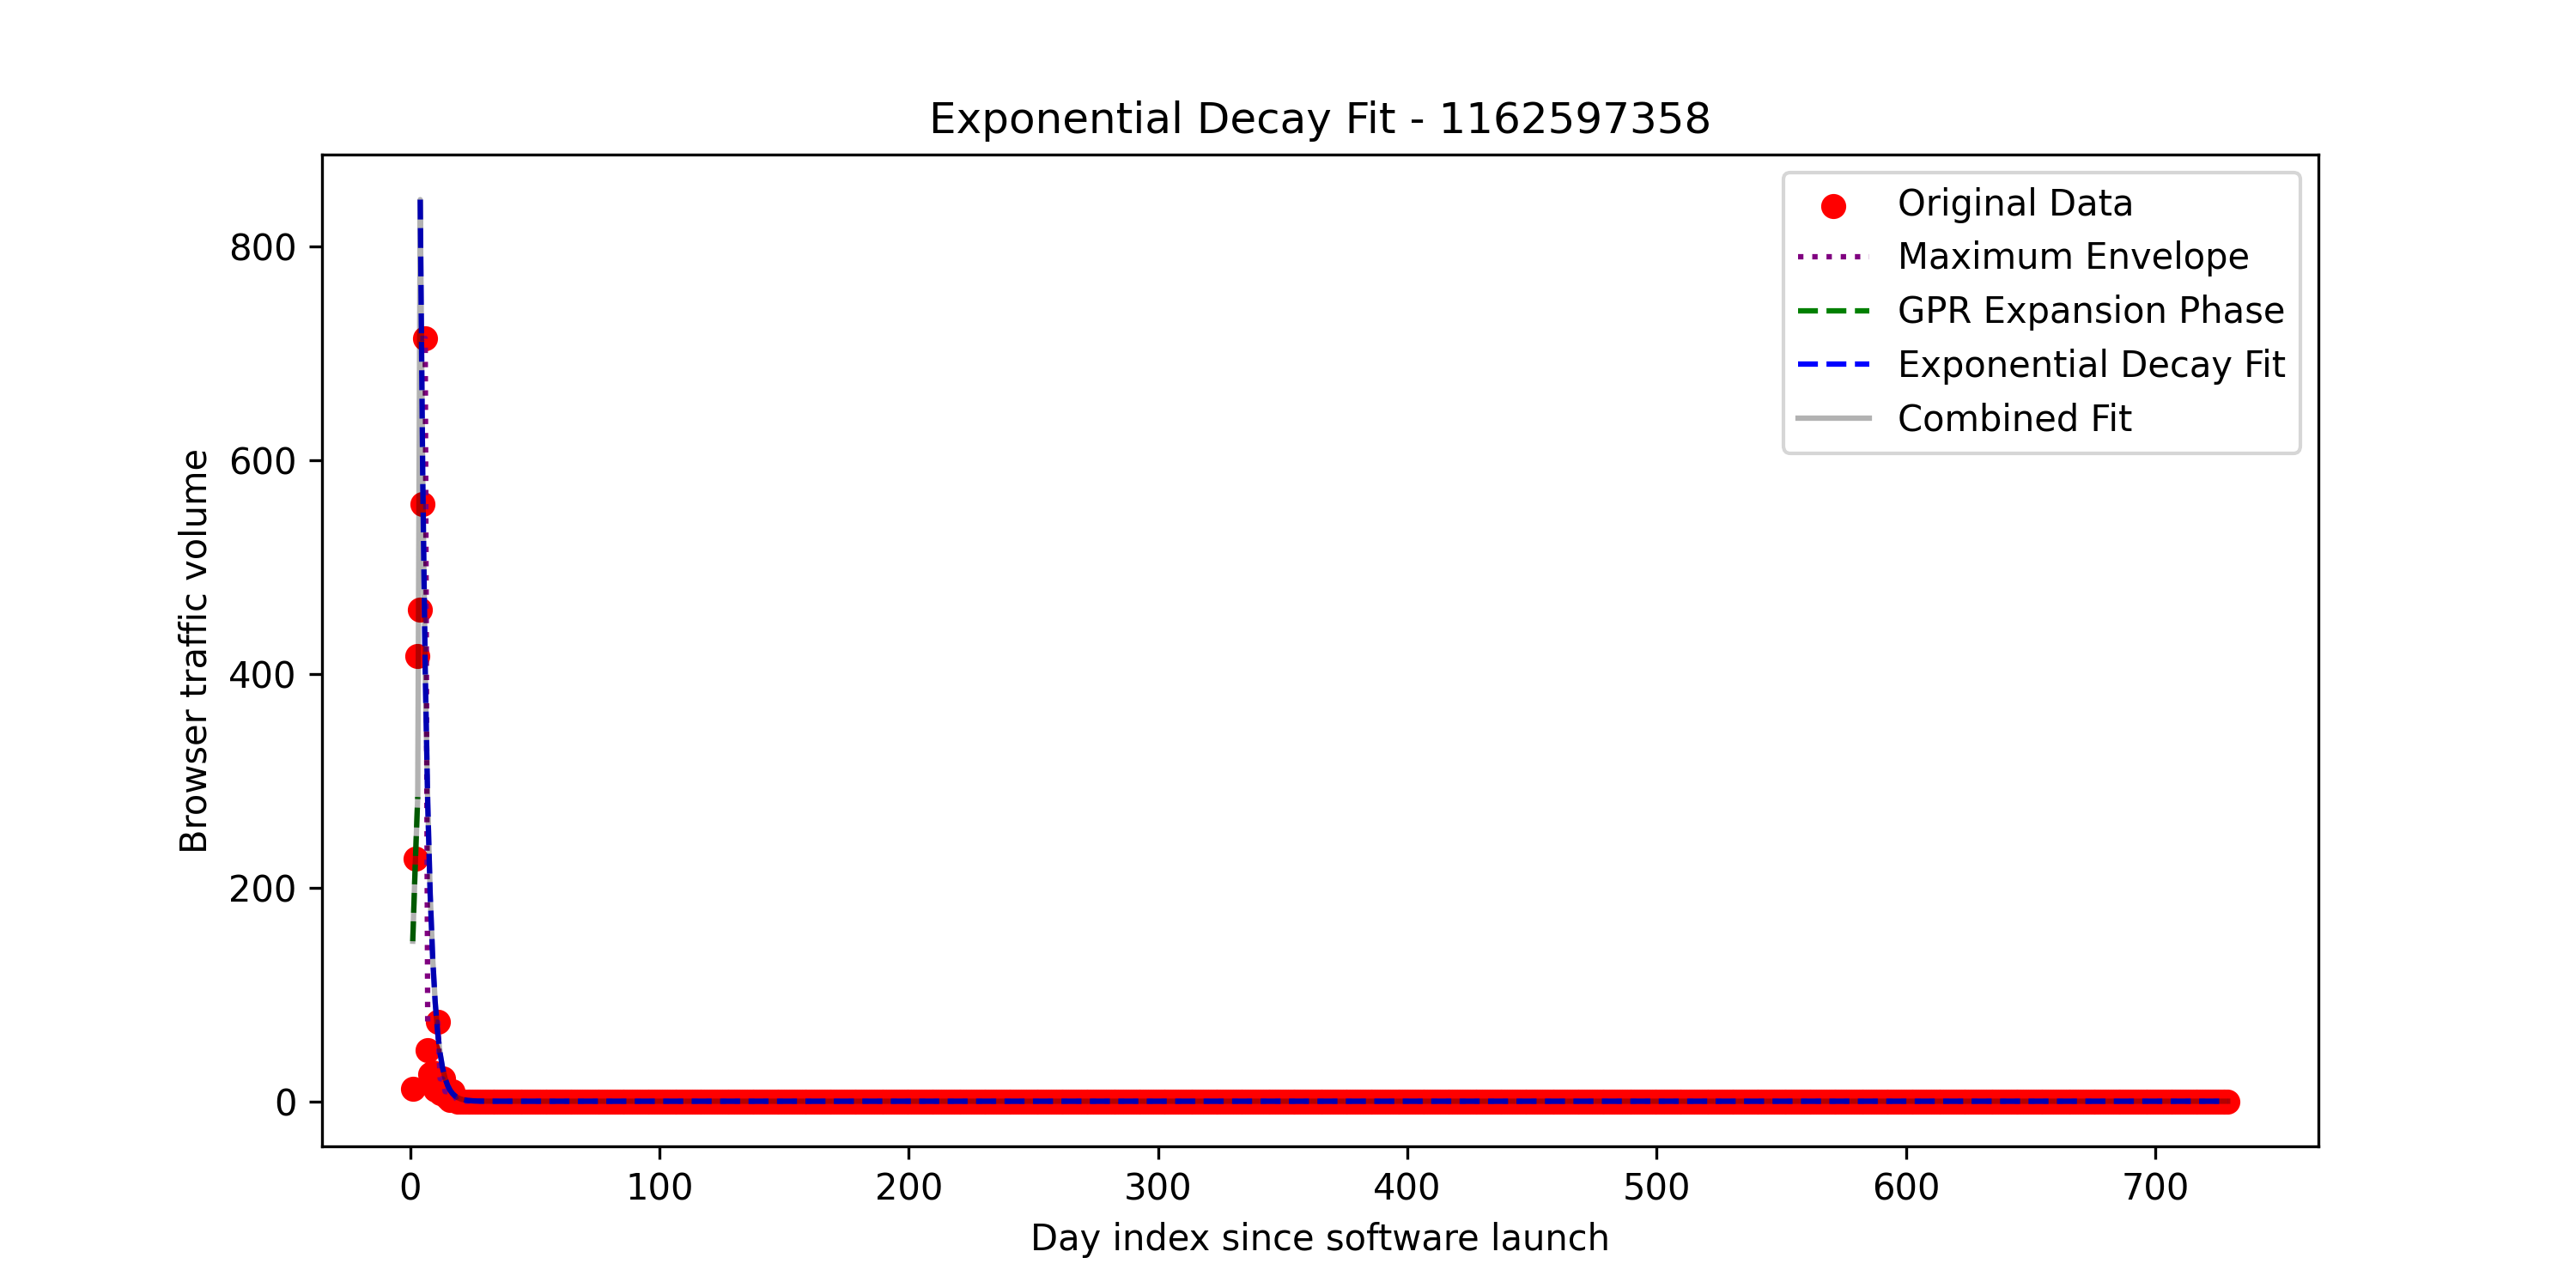 Exponential Decay Fit - 1162597358
Original Data
Maximum Envelope
GPR Expansion Phase
Exponential Decay Fit
Combined Fit
Browser traffic volume
800
600
400
200
0
0 100 200 300 400 500 600 700
Day index since software launch